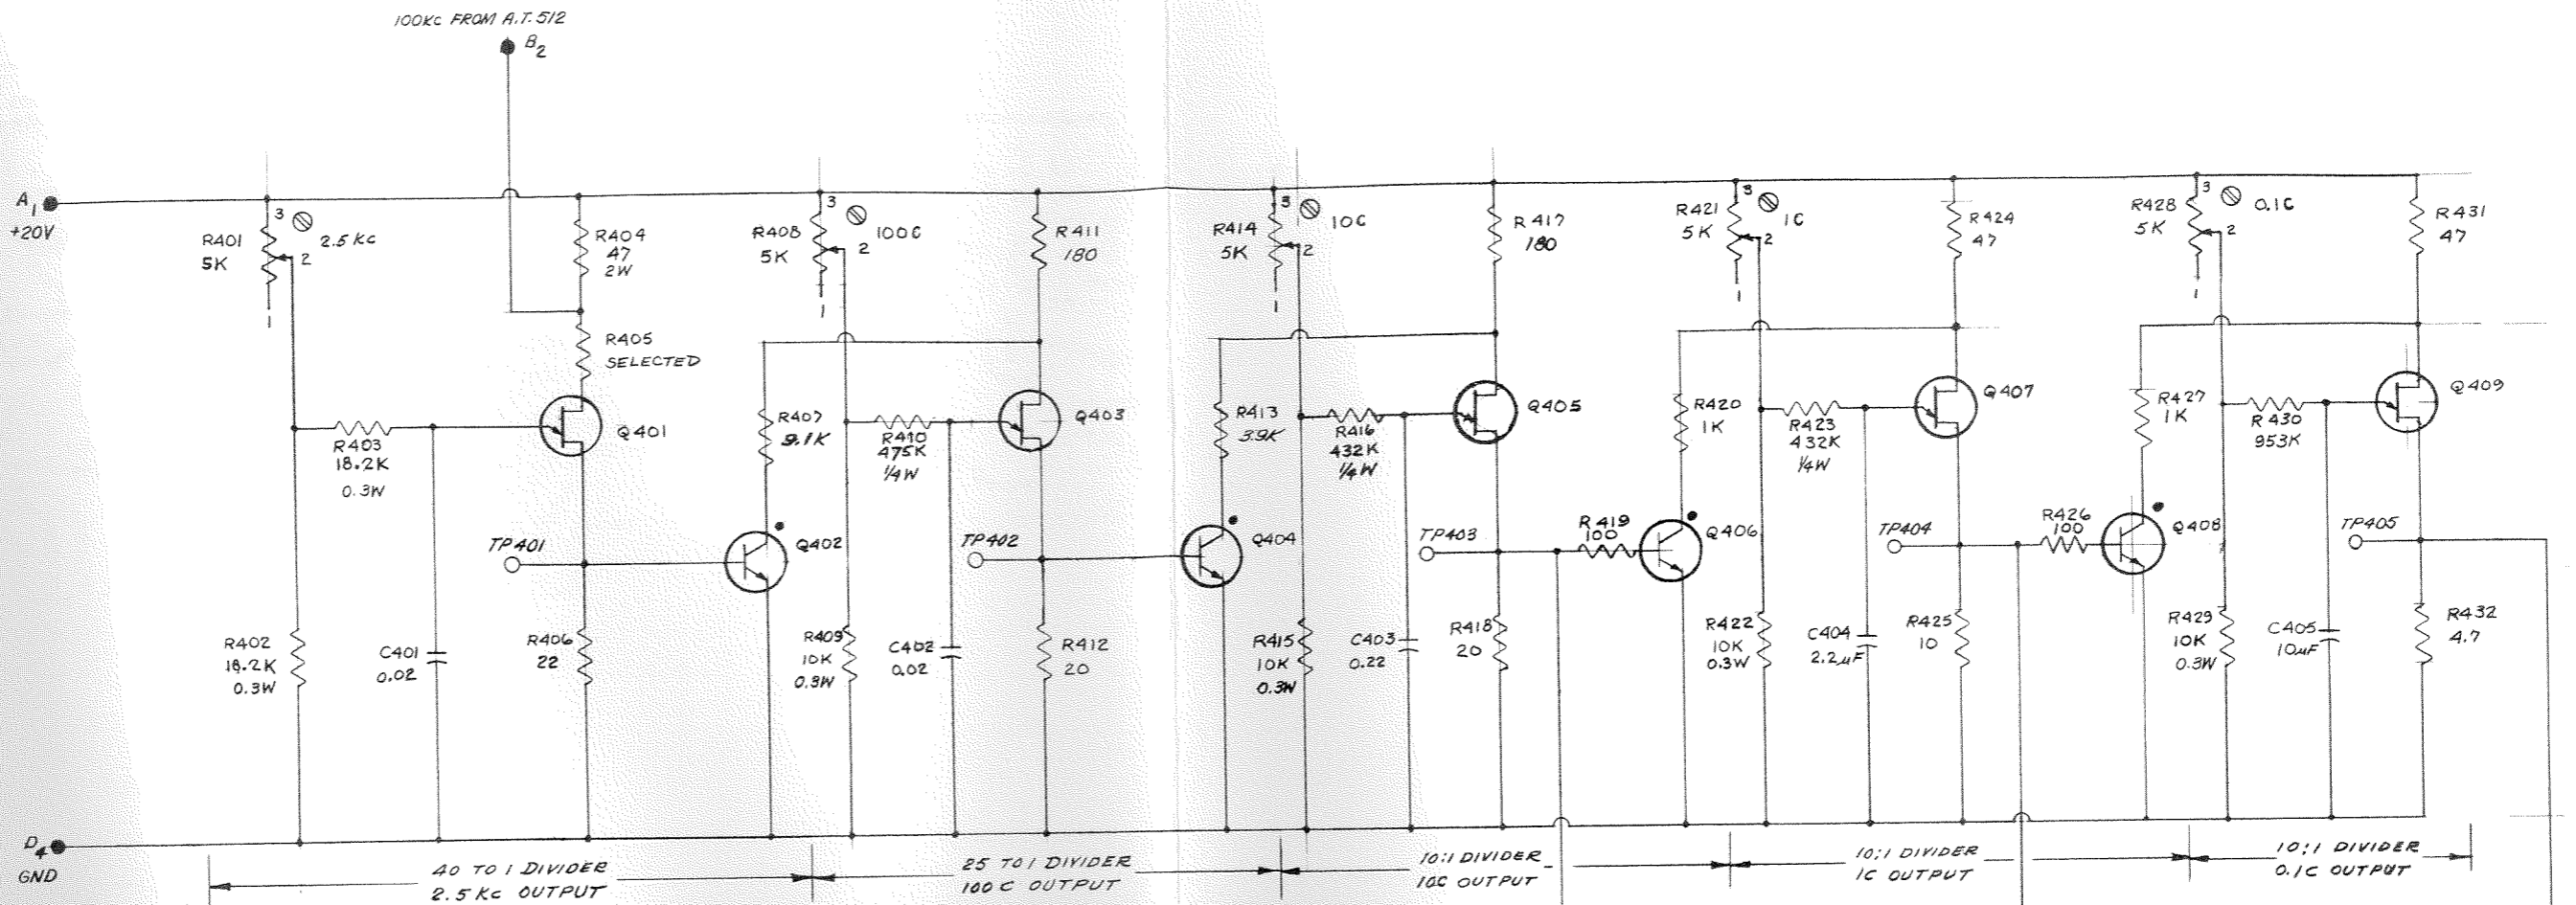 100KC FROM A.T. 512
B2
A1
+20V
R401
5K
3
2.5 KC
2
1
R404
47
2W
R405
SELECTED
Q401
R403
18.2K
0.3W
R402
18.2K
0.3W
C401
0.02
TP401
R406
22
R407
9.1K
Q402
R408
5K
3
100C
2
1
R411
180
Q403
R410
475K
1/4W
R409
10K
0.3W
C402
0.02
TP402
R412
20
R413
3.9K
Q404
R414
5K
3
10C
2
1
R417
180
Q405
R416
432K
1/4W
R415
10K
0.3W
C403
0.22
TP403
R418
20
R419
100
R420
1K
Q406
R421
5K
3
1C
2
1
R424
47
Q407
R423
432K
1/4W
R422
10K
0.3W
C404
2.2µF
TP404
R425
10
R426
100
R427
1K
Q408
R428
5K
3
0.1C
2
1
R431
47
Q409
R430
953K
R429
10K
0.3W
C405
10µF
TP405
R432
4.7
D4
GND
40 TO 1 DIVIDER
2.5 KC OUTPUT
25 TO 1 DIVIDER
100 C OUTPUT
10:1 DIVIDER
10C OUTPUT
10:1 DIVIDER
1C OUTPUT
10:1 DIVIDER
0.1C OUTPUT